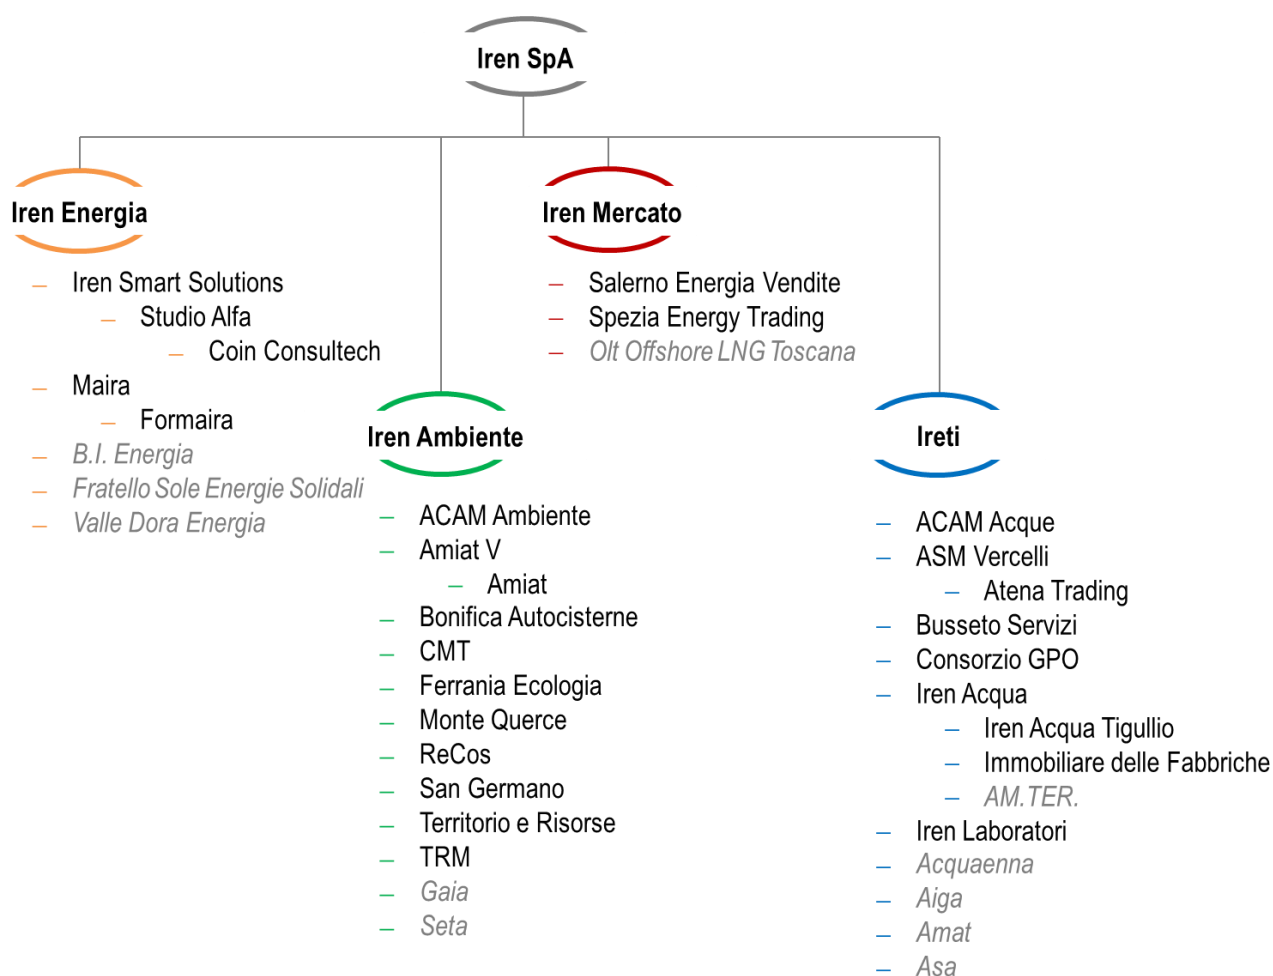 Iren SpA
Iren Energia
– Iren Smart Solutions
– Studio Alfa
– Coin Consultech
– Maira
– Formaira
– B.I. Energia
– Fratello Sole Energie Solidali
– Valle Dora Energia
Iren Ambiente
– ACAM Ambiente
– Amiat V
– Amiat
– Bonifica Autocisterne
– CMT
– Ferrania Ecologia
– Monte Querce
– ReCos
– San Germano
– Territorio e Risorse
– TRM
– Gaia
– Seta
Iren Mercato
– Salerno Energia Vendite
– Spezia Energy Trading
– Olt Offshore LNG Toscana
Ireti
– ACAM Acque
– ASM Vercelli
– Atena Trading
– Busseto Servizi
– Consorzio GPO
– Iren Acqua
– Iren Acqua Tigullio
– Immobiliare delle Fabbriche
– AM.TER.
– Iren Laboratori
– Acquaenna
– Aiga
– Amat
– Asa